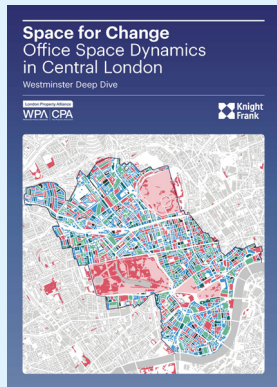 Space for Change
Office Space Dynamics
in Central London
Westminster Deep Dive
London Property Alliance
WPA CPA
Knight
Frank